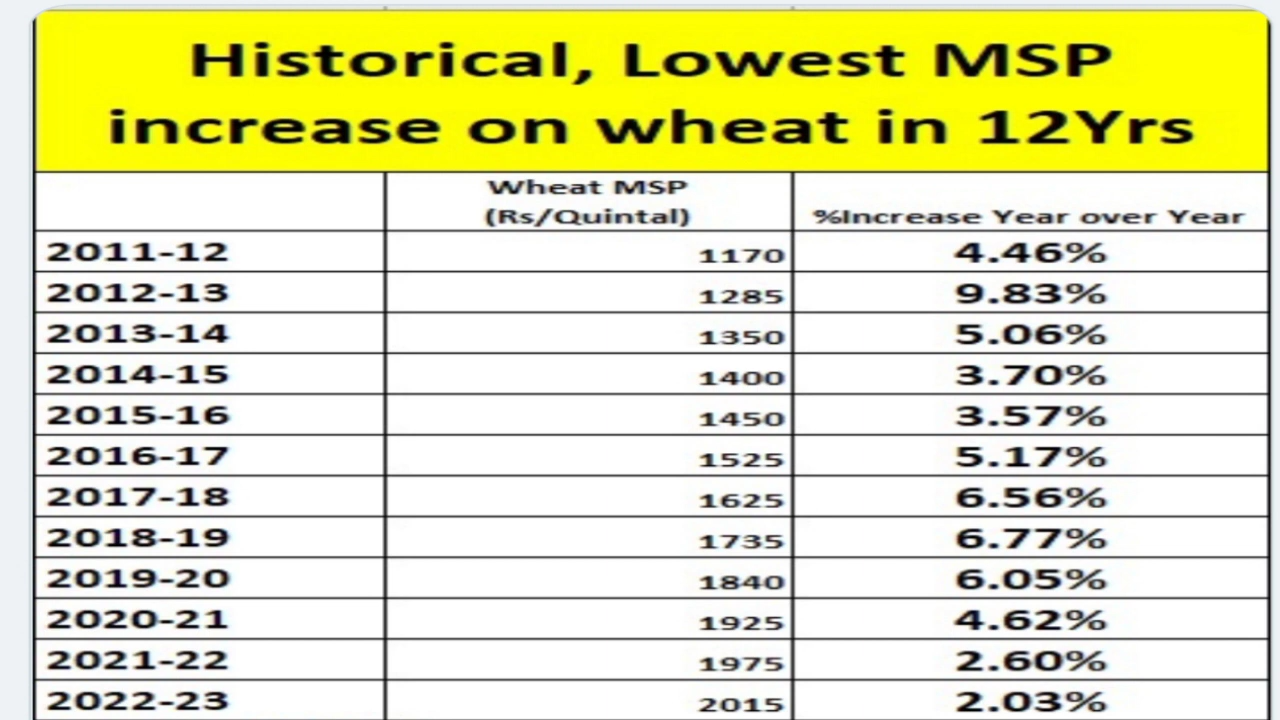 Historical, Lowest MSP
increase on wheat in 12Yrs
Wheat MSP
(Rs/Quintal) %Increase Year over Year
2011-12 1170 4.46%
2012-13 1285 9.83%
2013-14 1350 5.06%
2014-15 1400 3.70%
2015-16 1450 3.57%
2016-17 1525 5.17%
2017-18 1625 6.56%
2018-19 1735 6.77%
2019-20 1840 6.05%
2020-21 1925 4.62%
2021-22 1975 2.60%
2022-23 2015 2.03%